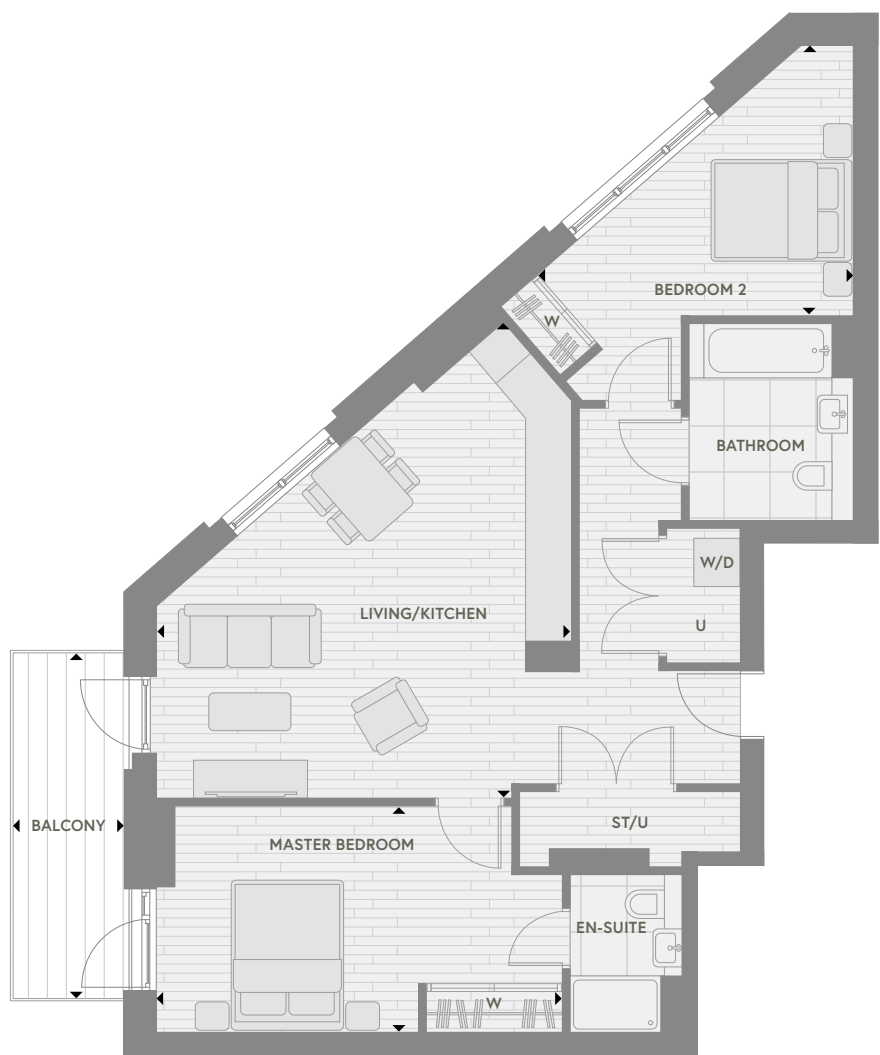 BEDROOM 2
W
BATHROOM
W/D
LIVING/KITCHEN
U
BALCONY
ST/U
MASTER BEDROOM
EN-SUITE
W